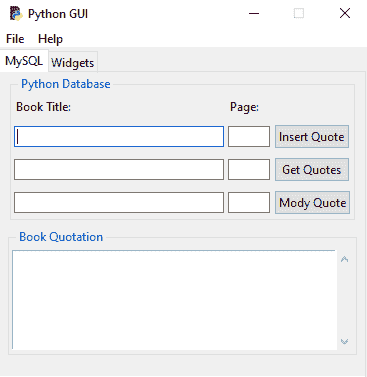 Python GUI
File Help
MySQL Widgets
Python Database
Book Title: Page:
Insert Quote
Get Quotes
Mody Quote
Book Quotation